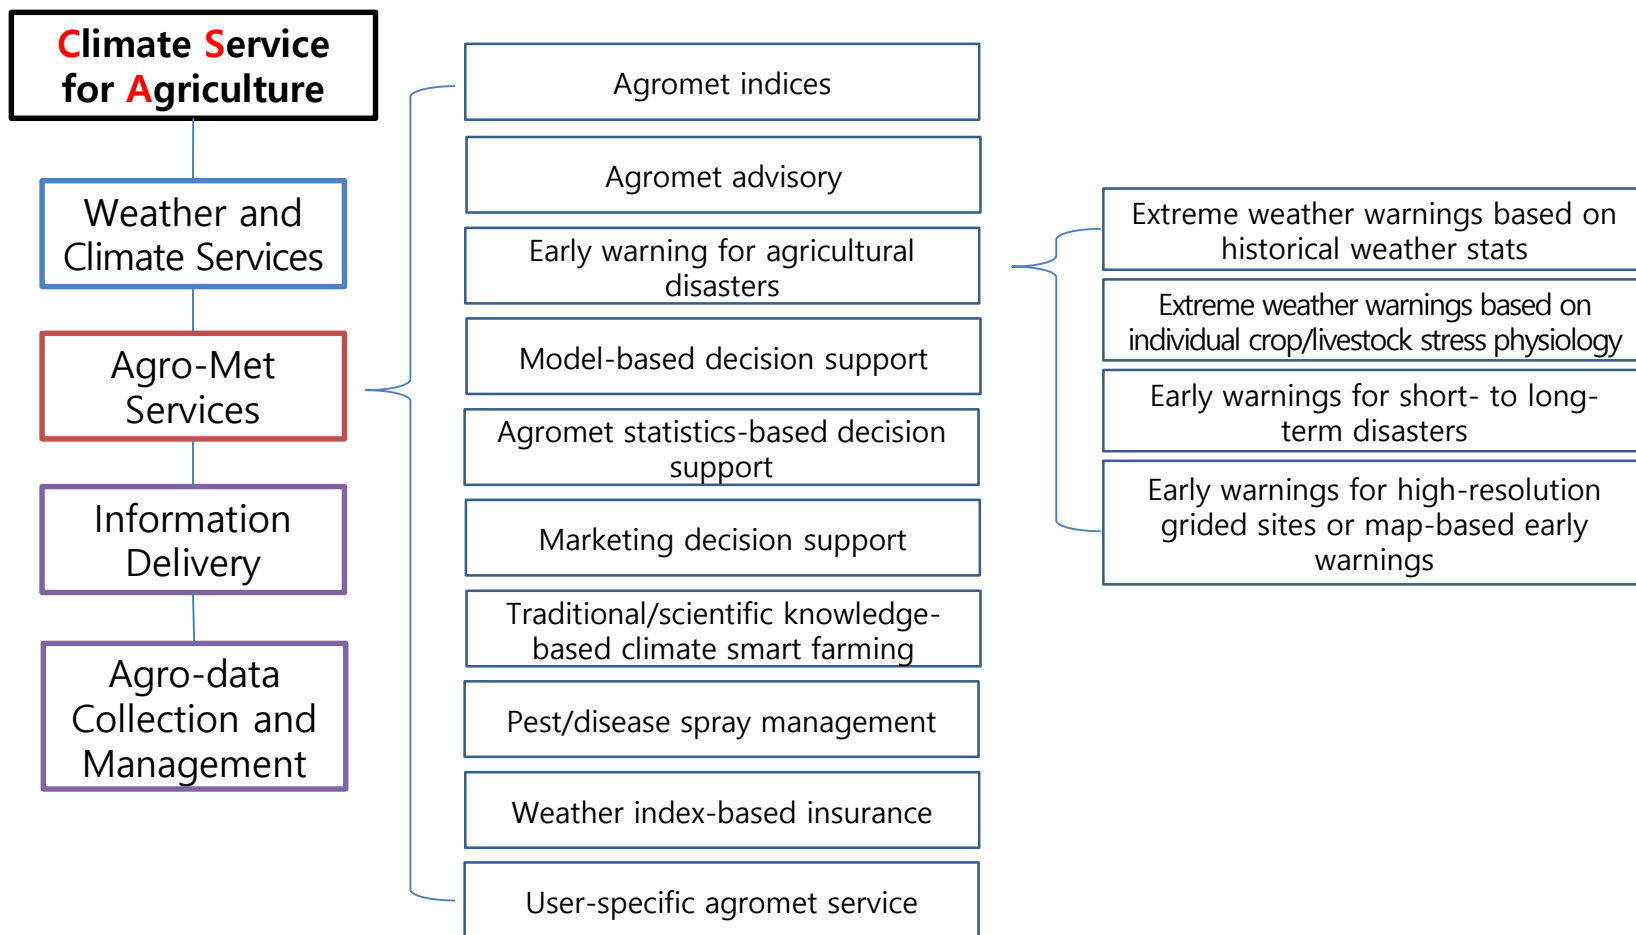 Climate Service
for Agriculture
Weather and
Climate Services
Agro-Met
Services
Information
Delivery
Agro-data
Collection and
Management
Agromet indices
Agromet advisory
Early warning for agricultural
disasters
Model-based decision support
Agromet statistics-based decision
support
Marketing decision support
Traditional/scientific knowledge-
based climate smart farming
Pest/disease spray management
Weather index-based insurance
User-specific agromet service
Extreme weather warnings based on
historical weather stats
Extreme weather warnings based on
individual crop/livestock stress physiology
Early warnings for short- to long-
term disasters
Early warnings for high-resolution
grided sites or map-based early
warnings